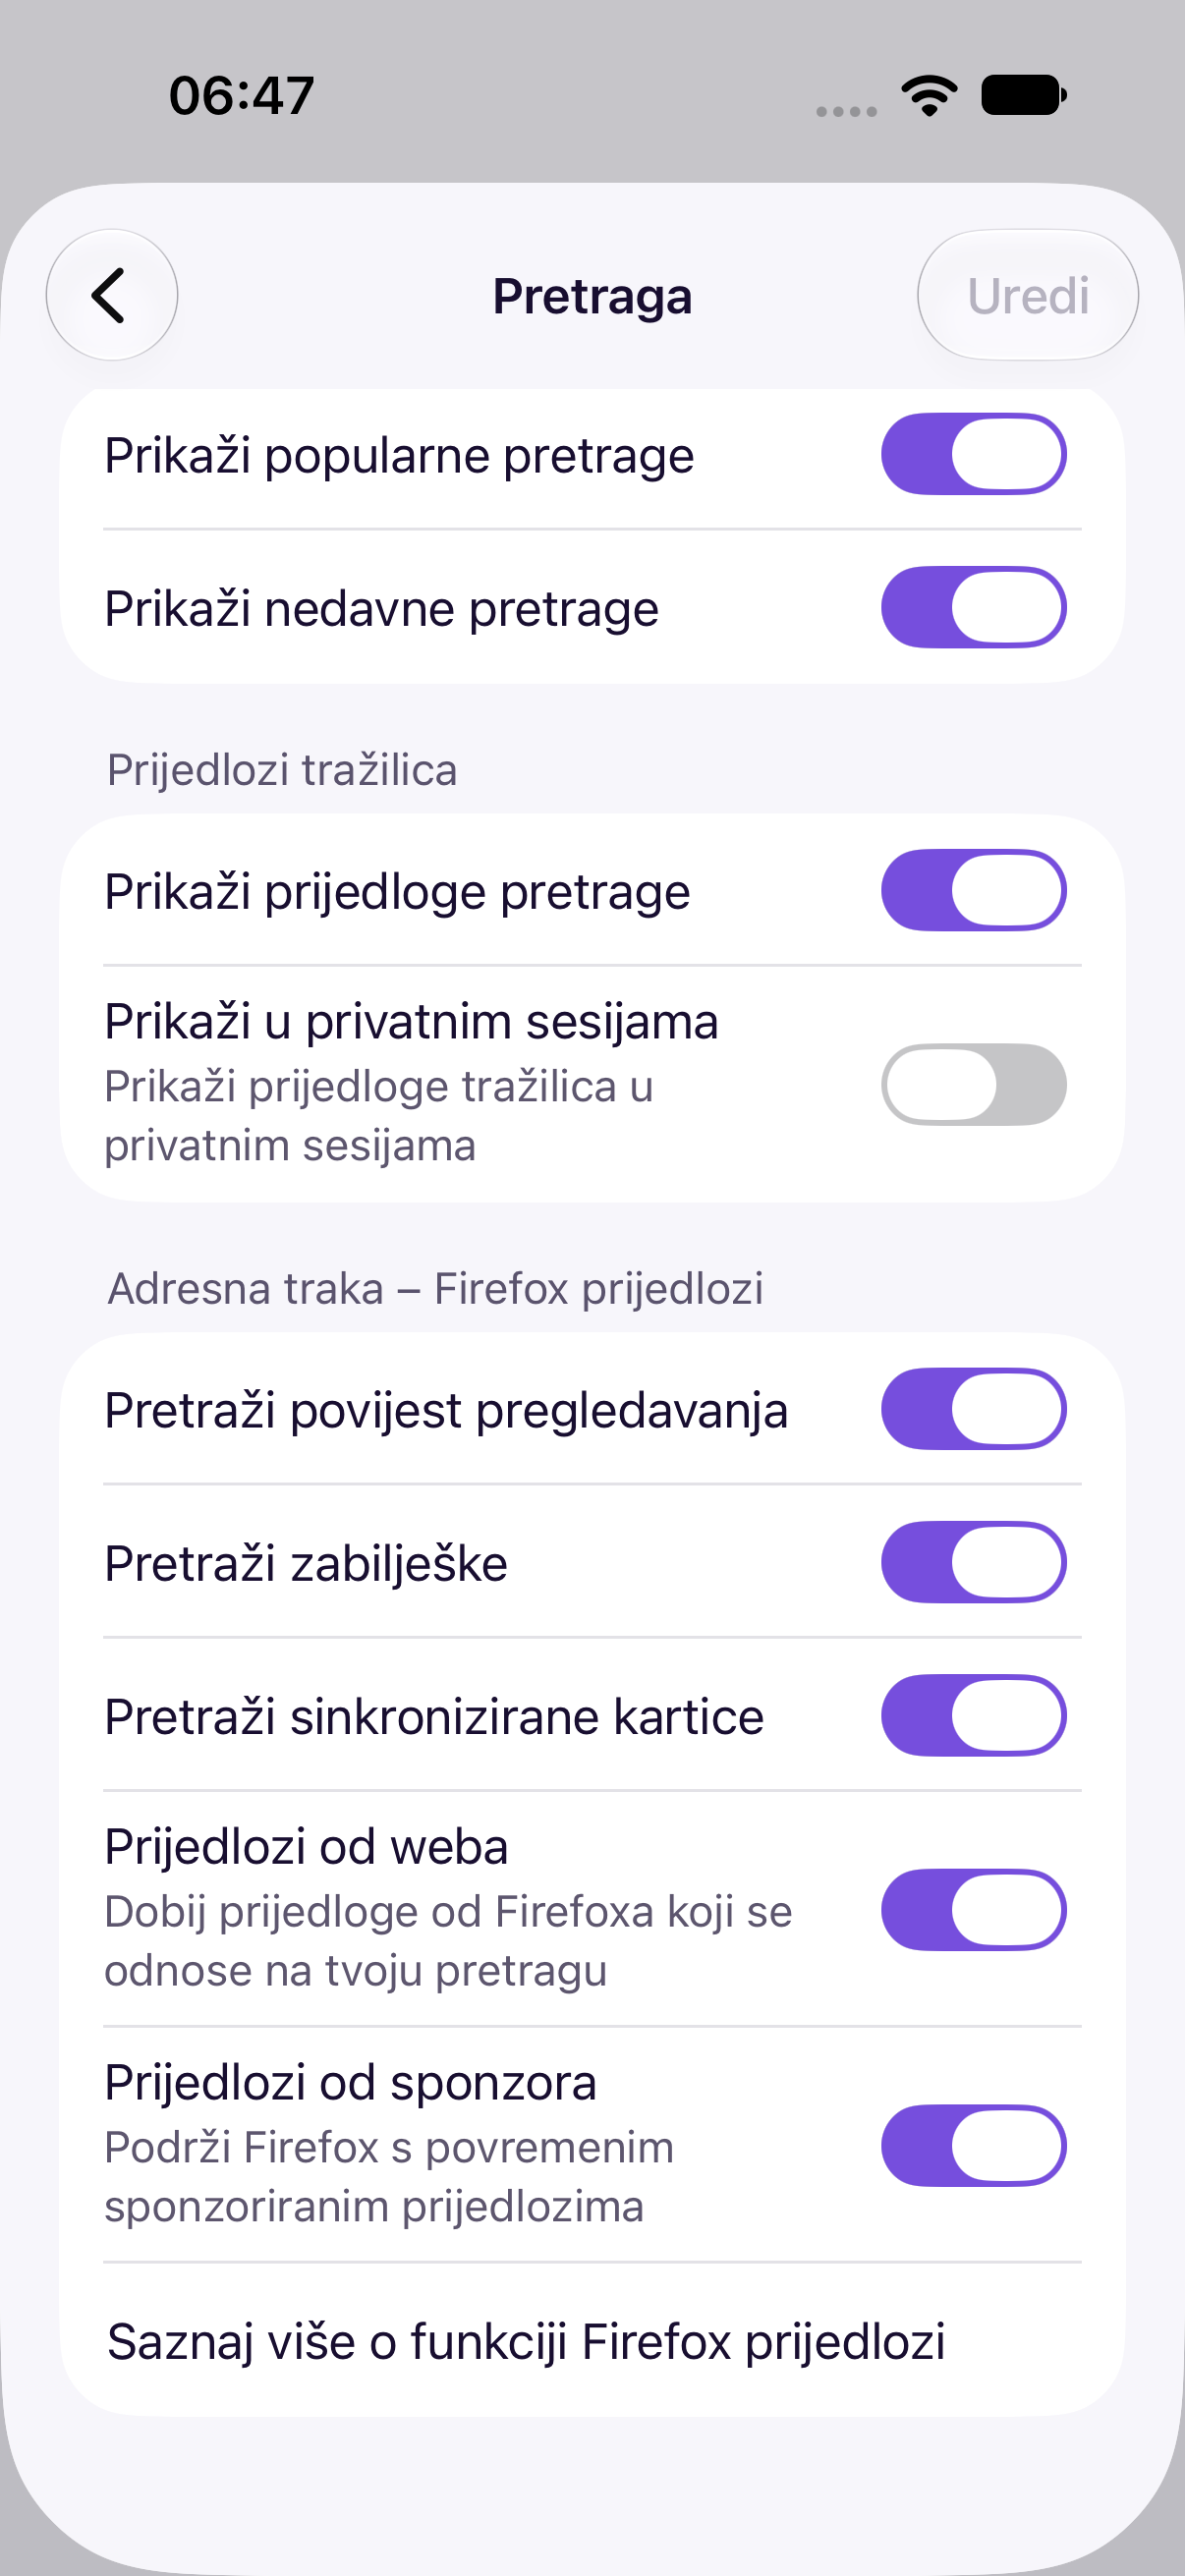 06:47
Pretraga
Uredi
Prikaži popularne pretrage
Prikaži nedavne pretrage
Prijedlozi tražilica
Prikaži prijedloge pretrage
Prikaži u privatnim sesijama
Prikaži prijedloge tražilica u
privatnim sesijama
Adresna traka – Firefox prijedlozi
Pretraži povijest pregledavanja
Pretraži zabilješke
Pretraži sinkronizirane kartice
Prijedlozi od weba
Dobij prijedloge od Firefoxa koji se
odnose na tvoju pretragu
Prijedlozi od sponzora
Podrži Firefox s povremenim
sponzoriranim prijedlozima
Saznaj više o funkciji Firefox prijedlozi